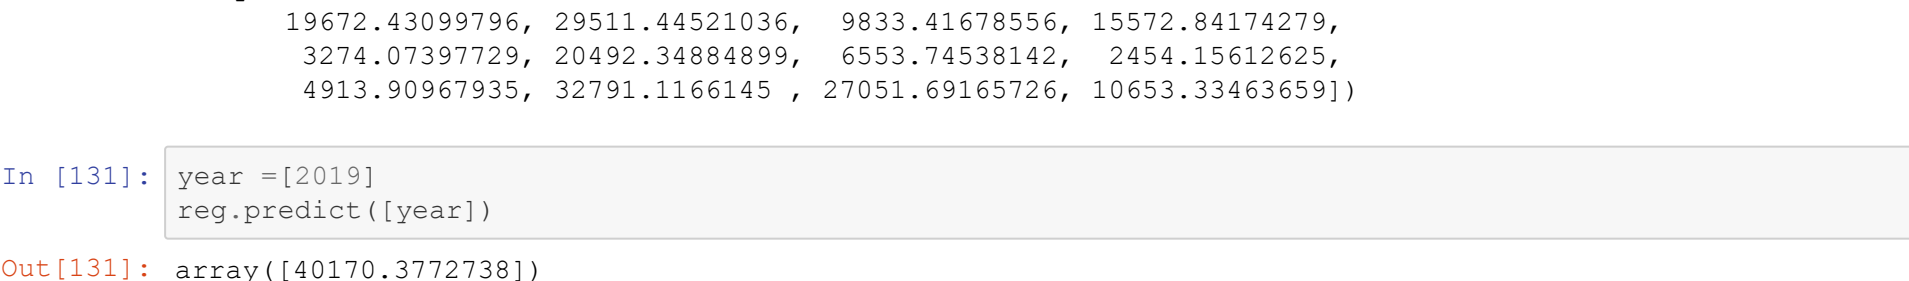 19672.43099796, 29511.44521036, 9833.41678556, 15572.84174279,
3274.07397729, 20492.34884899, 6553.74538142, 2454.15612625,
4913.90967935, 32791.1166145 , 27051.69165726, 10653.33463659])
In [131]: year =[2019]
reg.predict([year])
Out[131]: array([40170.3772738])